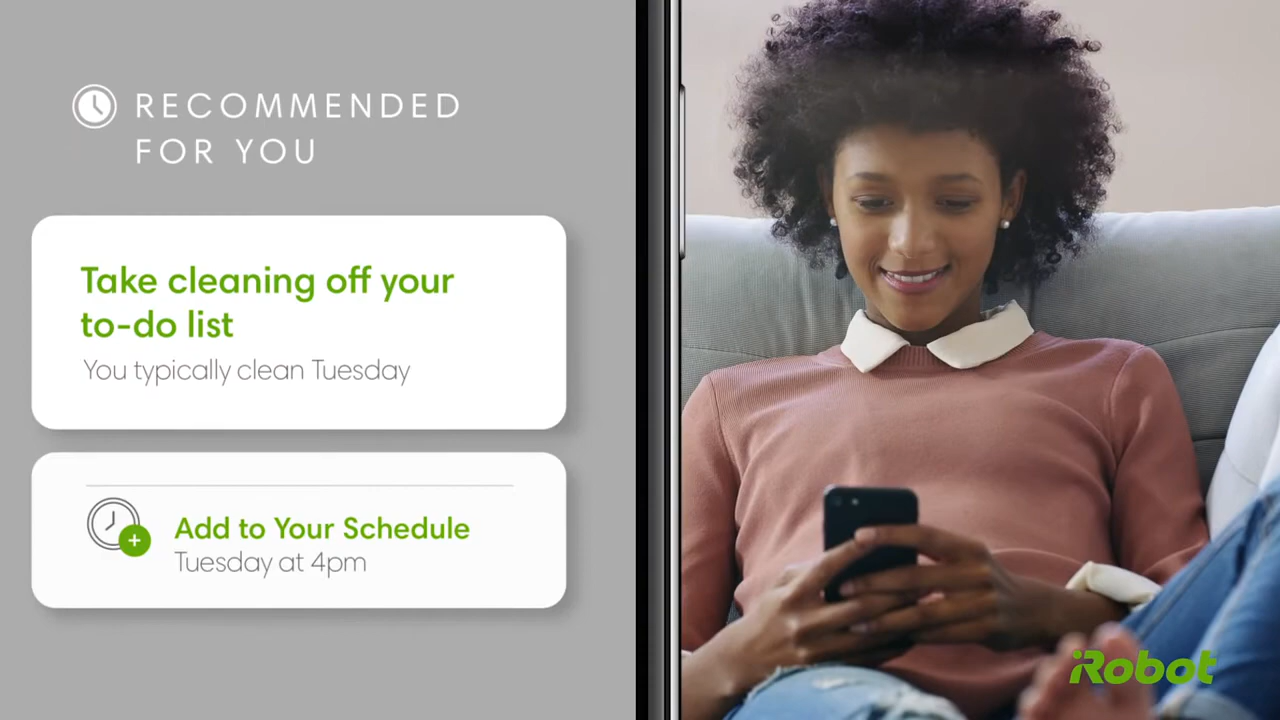 RECOMMENDED
FOR YOU
Take cleaning off your
to-do list
You typically clean Tuesday
Add to Your Schedule
Tuesday at 4pm
iRobot